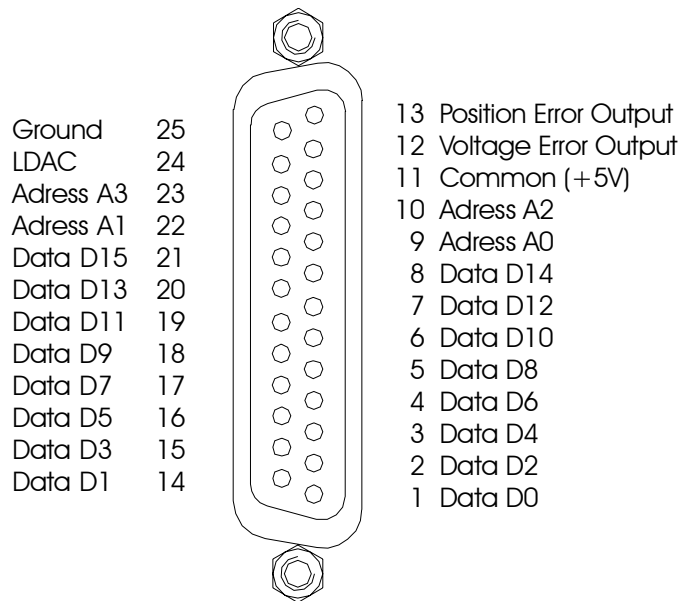 Ground 25
LDAC 24
Adress A3 23
Adress A1 22
Data D15 21
Data D13 20
Data D11 19
Data D9 18
Data D7 17
Data D5 16
Data D3 15
Data D1 14
13 Position Error Output
12 Voltage Error Output
11 Common (+5V)
10 Adress A2
9 Adress A0
8 Data D14
7 Data D12
6 Data D10
5 Data D8
4 Data D6
3 Data D4
2 Data D2
1 Data D0